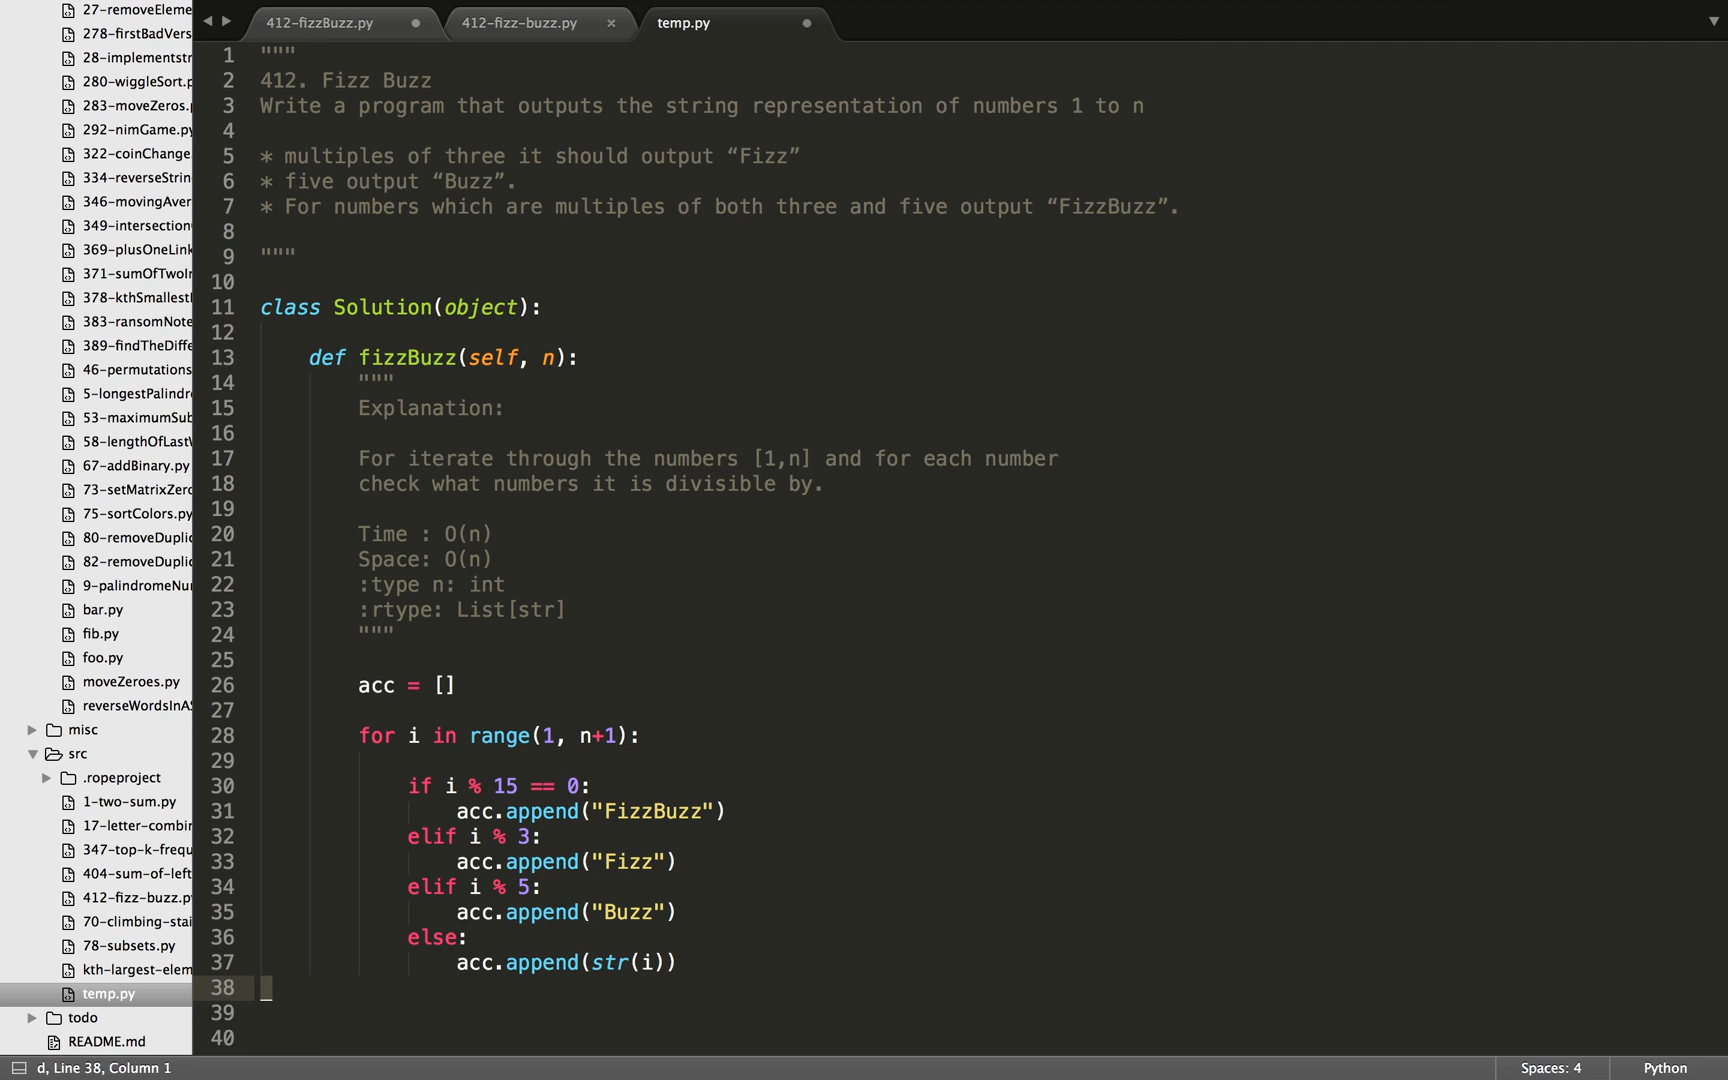 412-fizzBuzz.py
412-fizz-buzz.py ×
temp.py
27-removeEleme
278-firstBadVers
28-implementstr
280-wiggleSort.p
283-moveZeros.
292-nimGame.py
322-coinChange
334-reverseStrin
346-movingAver
349-intersection
369-plusOneLink
371-sumOfTwoIn
378-kthSmallestI
383-ransomNote
389-findTheDiffe
46-permutations
5-longestPalindr
53-maximumSub
58-lengthOfLastW
67-addBinary.py
73-setMatrixZero
75-sortColors.py
80-removeDuplic
82-removeDuplic
9-palindromeNu
bar.py
fib.py
foo.py
moveZeroes.py
reverseWordsInAS
misc
src
.ropeproject
1-two-sum.py
17-letter-combin
347-top-k-frequ
404-sum-of-left
412-fizz-buzz.py
70-climbing-stai
78-subsets.py
kth-largest-elem
temp.py
todo
README.md
1 """
2 412. Fizz Buzz
3 Write a program that outputs the string representation of numbers 1 to n
4
5 * multiples of three it should output “Fizz”
6 * five output “Buzz”.
7 * For numbers which are multiples of both three and five output “FizzBuzz”.
8
9 """
10
11 class Solution(object):
12
13 def fizzBuzz(self, n):
14 """
15 Explanation:
16
17 For iterate through the numbers [1,n] and for each number
18 check what numbers it is divisible by.
19
20 Time : O(n)
21 Space: O(n)
22 :type n: int
23 :rtype: List[str]
24 """
25
26 acc = []
27
28 for i in range(1, n+1):
29
30 if i % 15 == 0:
31 acc.append("FizzBuzz")
32 elif i % 3:
33 acc.append("Fizz")
34 elif i % 5:
35 acc.append("Buzz")
36 else:
37 acc.append(str(i))
38
39
40
d, Line 38, Column 1
Spaces: 4
Python